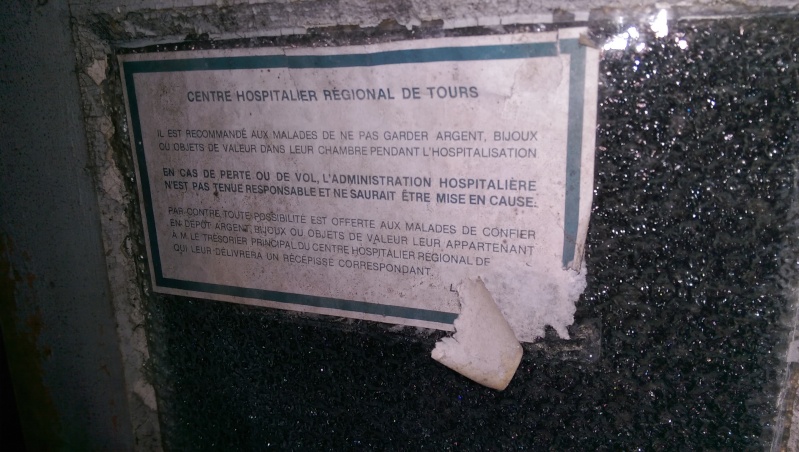 CENTRE HOSPITALIER RÉGIONAL DE TOURS
IL EST RECOMMANDÉ AUX MALADES DE NE PAS GARDER ARGENT, BIJOUX
OU OBJETS DE VALEUR DANS LEUR CHAMBRE PENDANT L'HOSPITALISATION
EN CAS DE PERTE OU DE VOL, L'ADMINISTRATION HOSPITALIÈRE
N'EST PAS TENUE RESPONSABLE ET NE SAURAIT ÊTRE MISE EN CAUSE.
PAR CONTRE TOUTE POSSIBILITÉ EST OFFERTE AUX MALADES DE CONFIER
EN DÉPOT ARGENT, BIJOUX OU OBJETS DE VALEUR LEUR APPARTENANT
A M. LE TRÉSORIER PRINCIPAL DU CENTRE HOSPITALIER RÉGIONAL DE
QUI LEUR DÉLIVRERA UN RÉCÉPISSÉ CORRESPONDANT.